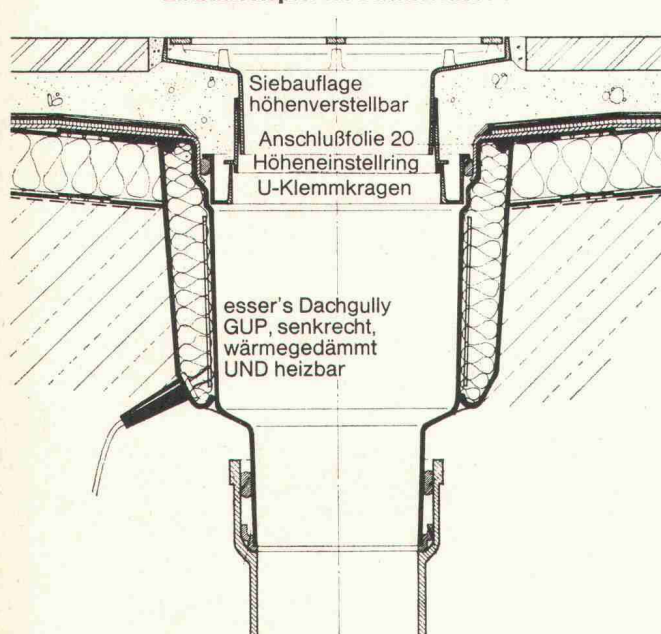 Siebauflage
höhenverstellbar
Anschlußfolie 20
Höheneinstellring
U-Klemmkragen
esser's Dachgully
GUP, senkrecht,
wärmegedämmt
UND heizbar